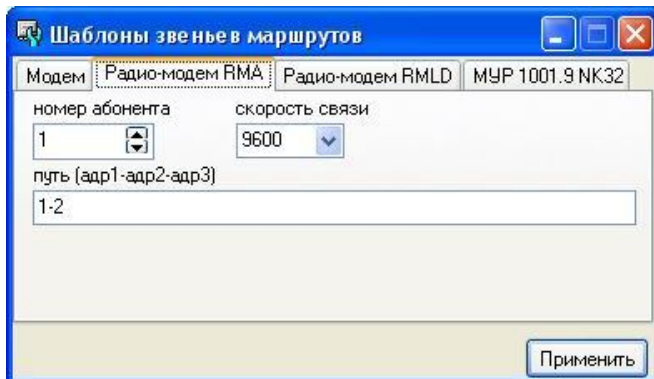 Шаблоны звеньев маршрутов
Модем Радио-модем RMA Радио-модем RMLD МУР 1001.9 NK32
номер абонента скорость связи
1 9600
путь (адр1-адр2-адр3)
1-2
Применить